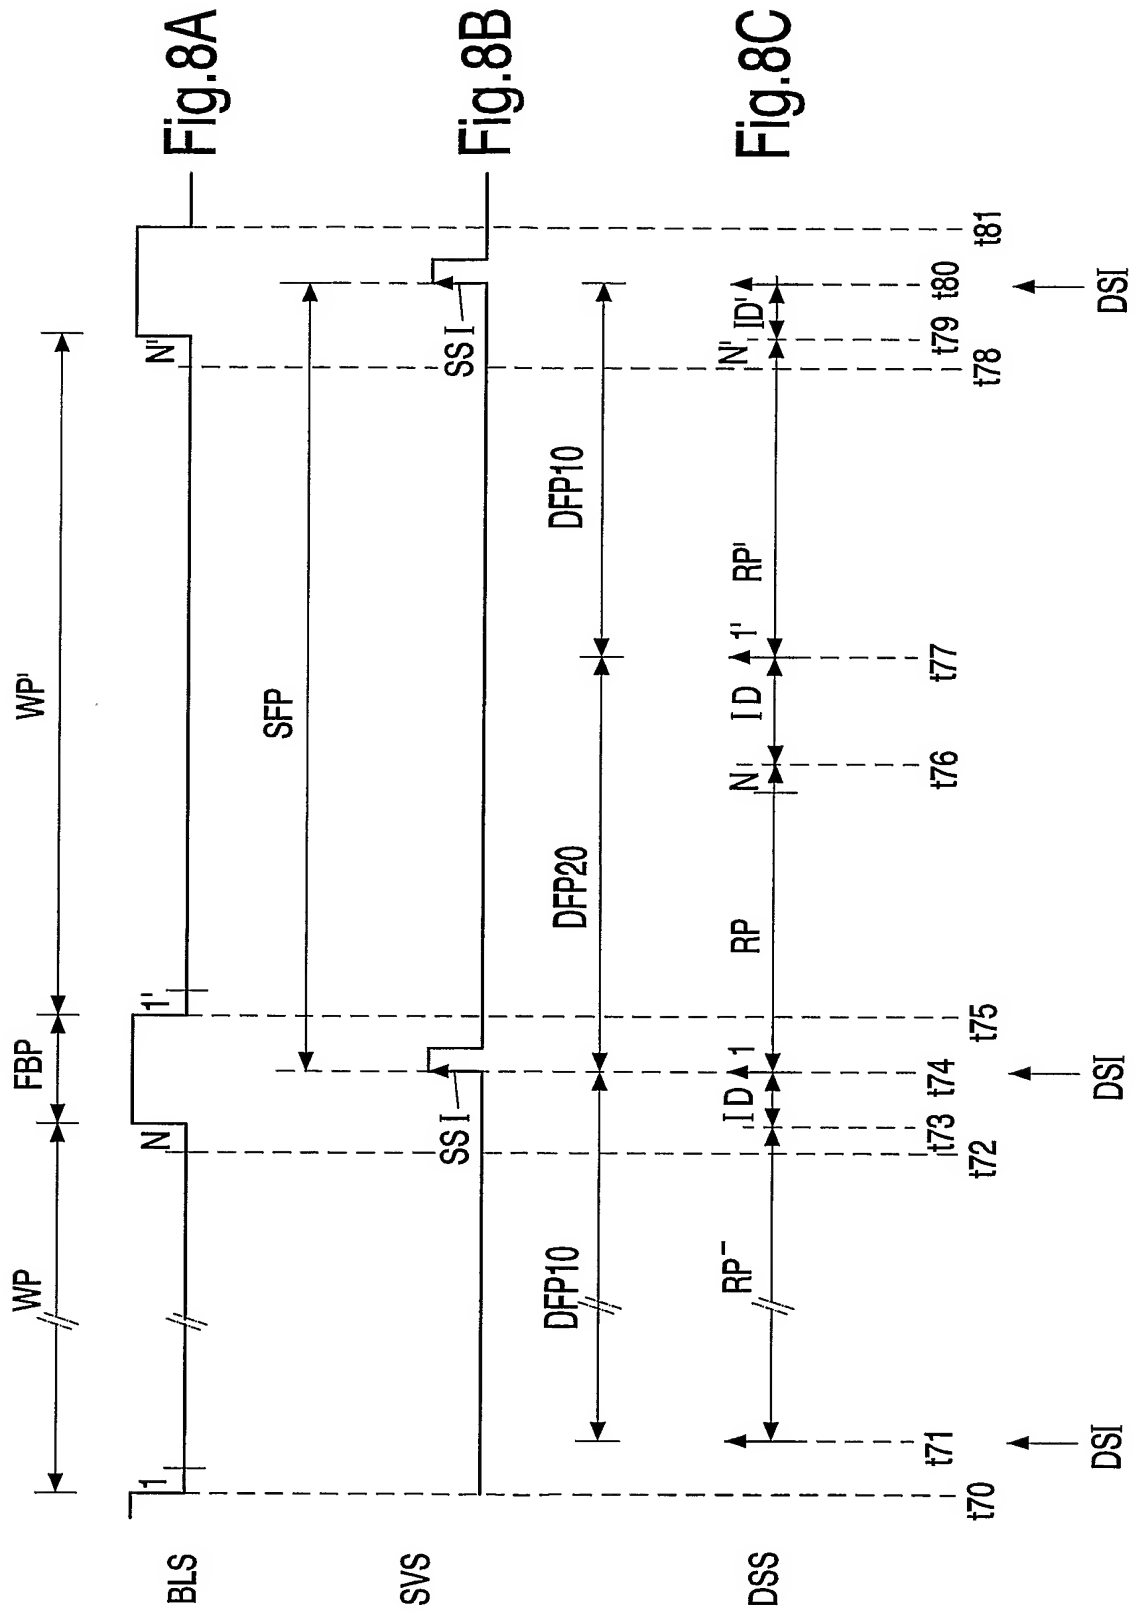 WP FBP WP'
BLS 1 N 1' N' Fig.8A
SFP
SVS SSI SSI Fig.8B
DFP10 DFP20 DFP10
DSS RP⁻ ID 1 RP N ID 1' RP' N' ID' Fig.8C
t70 t71 t72 t73 t74 t75 t76 t77 t78 t79 t80 t81
DSI DSI DSI